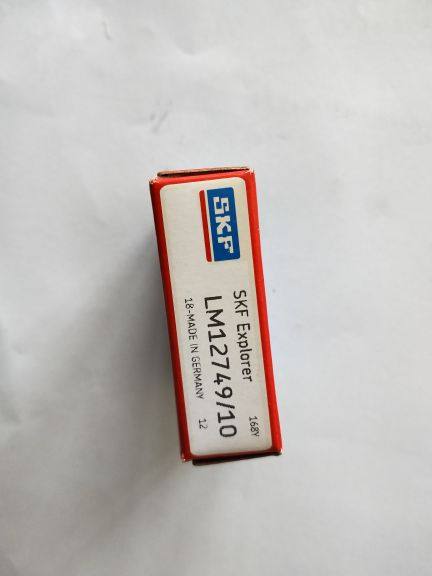 SKF
SKF Explorer
168Y
LM12749/10
18-MADE IN GERMANY 12